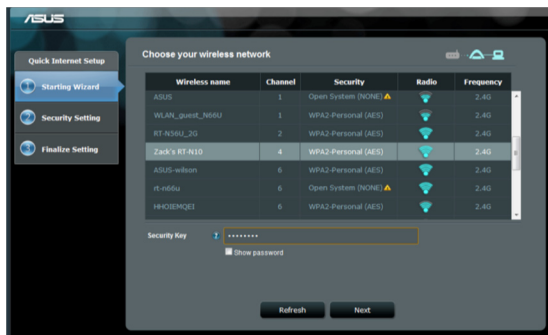 ASUS
Quick Internet Setup
1 Starting Wizard
2 Security Setting
3 Finalize Setting
Choose your wireless network
Wireless name Channel Security Radio Frequency
ASUS 1 Open System (NONE) 2.4G
WLAN_guest_N66U 1 WPA2-Personal (AES) 2.4G
RT-N56U_2G 2 WPA2-Personal (AES) 2.4G
Zack's RT-N10 4 WPA2-Personal (AES) 2.4G
ASUS-wilson 6 WPA2-Personal (AES) 2.4G
rt-n66u 6 Open System (NONE) 2.4G
HHOIEMQEI 6 WPA2-Personal (AES) 2.4G
Security Key ? ••••••••
Show password
Refresh Next